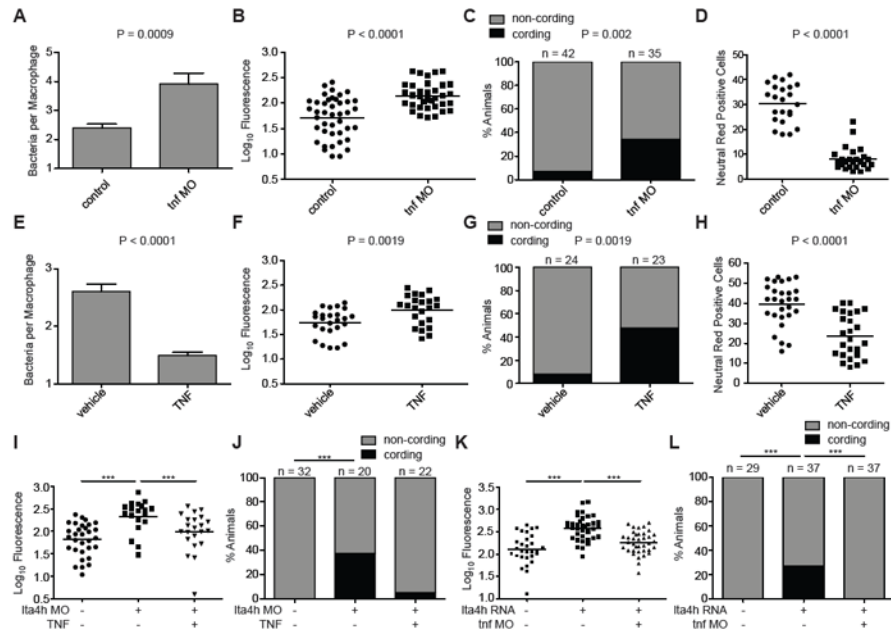 A
P = 0.0009
Bacteria per Macrophage
5
4
3
2
1
control
tnf MO
B
P < 0.0001
Log10 Fluorescence
3.0
2.5
2.0
1.5
1.0
0.5
control
tnf MO
C
non-cording
cording
P = 0.002
n = 42
n = 35
% Animals
100
80
60
40
20
0
control
tnf MO
D
P < 0.0001
Neutral Red Positive Cells
50
40
30
20
10
0
control
tnf MO
E
P < 0.0001
Bacteria per Macrophage
3
2
1
vehicle
TNF
F
P = 0.0019
Log10 Fluorescence
3.0
2.5
2.0
1.5
1.0
0.5
vehicle
TNF
G
non-cording
cording
P = 0.0019
n = 24
n = 23
% Animals
100
80
60
40
20
0
vehicle
TNF
H
P < 0.0001
Neutral Red Positive Cells
60
50
40
30
20
10
0
vehicle
TNF
I
*** ***
Log10 Fluorescence
3.0
2.5
2.0
1.5
1.0
0.5
lta4h MO - + +
TNF - - +
J
non-cording
cording
***
n = 32
n = 20
n = 22
% Animals
100
80
60
40
20
0
lta4h MO - + +
TNF - - +
K
*** ***
Log10 Fluorescence
3.5
3.0
2.5
2.0
1.5
1.0
lta4h RNA - + +
tnf MO - - +
L
non-cording
cording
*** ***
n = 29
n = 37
n = 37
% Animals
100
80
60
40
20
0
lta4h RNA - + +
tnf MO - - +